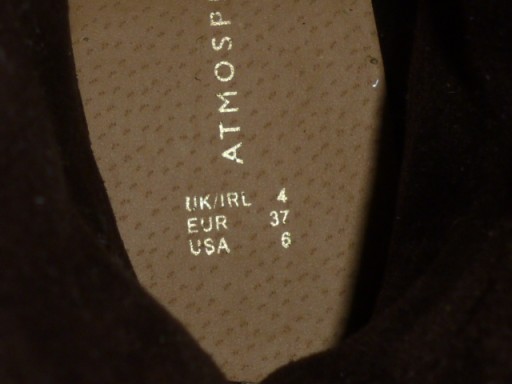 ATMOSP
UK/IRL 4
EUR 37
USA 6